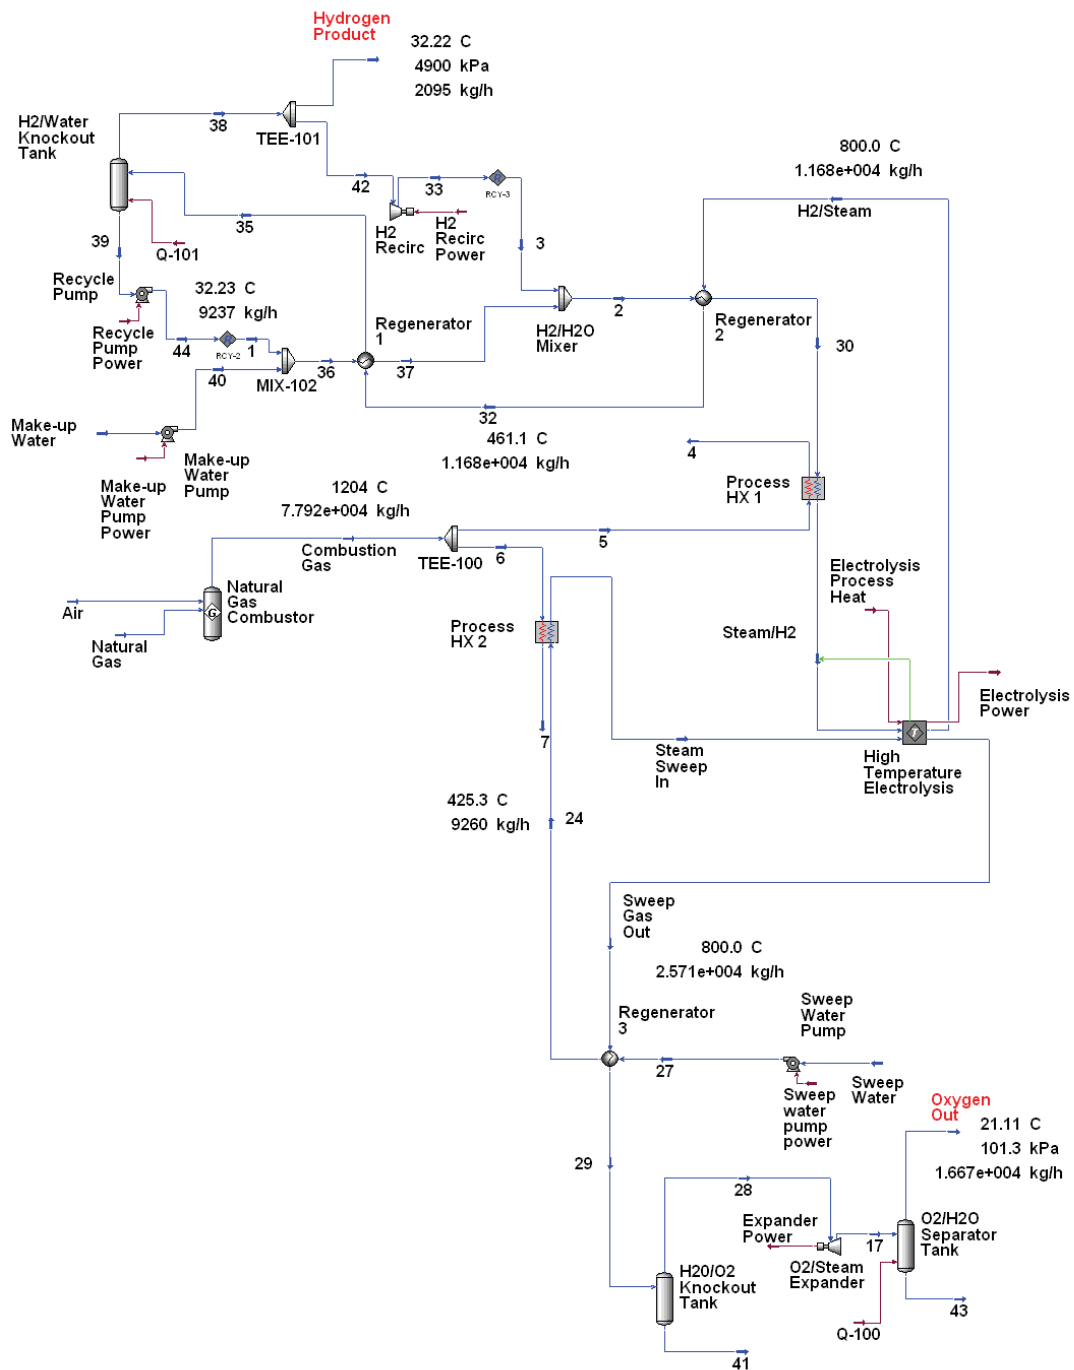 Hydrogen
Product
32.22 C
4900 kPa
2095 kg/h
H2/Water
Knockout
Tank
38
TEE-101
800.0 C
1.168e+004 kg/h
H2/Steam
42
33
RCY-3
35
H2
Recirc
H2
Recirc
Power
3
39
Q-101
Recycle
Pump
32.23 C
9237 kg/h
Recycle
Pump
Power
44
RCY-2
1
Regenerator
1
2
H2/H2O
Mixer
Regenerator
2
30
40
MIX-102
36
37
32
Make-up
Water
Make-up
Water
Pump
Make-up
Water
Pump
Power
461.1 C
1.168e+004 kg/h
4
Process
HX 1
1204 C
7.792e+004 kg/h
Combustion
Gas
TEE-100
5
6
Air
Natural
Gas
Natural
Gas
Combustor
G
Process
HX 2
Electrolysis
Process
Heat
Steam/H2
Electrolysis
Power
7
Steam
Sweep
In
T
High
Temperature
Electrolysis
425.3 C
9260 kg/h
24
Sweep
Gas
Out
800.0 C
2.571e+004 kg/h
Regenerator
3
Sweep
Water
Pump
27
Sweep
Water
Sweep
water
pump
power
Oxygen
Out
21.11 C
101.3 kPa
1.667e+004 kg/h
29
28
Expander
Power
17
O2/H2O
Separator
Tank
O2/Steam
Expander
H20/O2
Knockout
Tank
Q-100
43
41